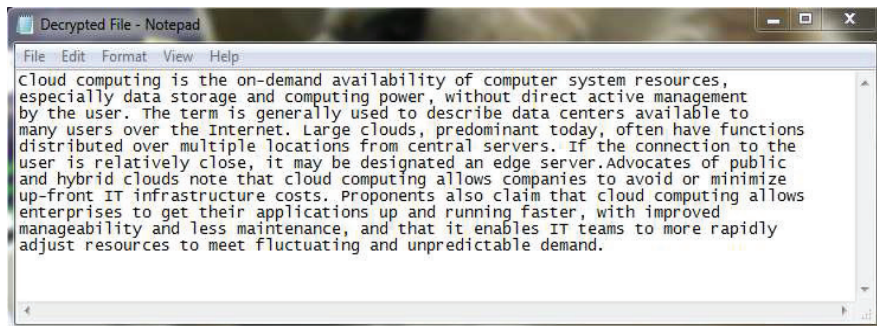 Decrypted File - Notepad
File Edit Format View Help
Cloud computing is the on-demand availability of computer system resources,
especially data storage and computing power, without direct active management
by the user. The term is generally used to describe data centers available to
many users over the Internet. Large clouds, predominant today, often have functions
distributed over multiple locations from central servers. If the connection to the
user is relatively close, it may be designated an edge server.Advocates of public
and hybrid clouds note that cloud computing allows companies to avoid or minimize
up-front IT infrastructure costs. Proponents also claim that cloud computing allows
enterprises to get their applications up and running faster, with improved
manageability and less maintenance, and that it enables IT teams to more rapidly
adjust resources to meet fluctuating and unpredictable demand.